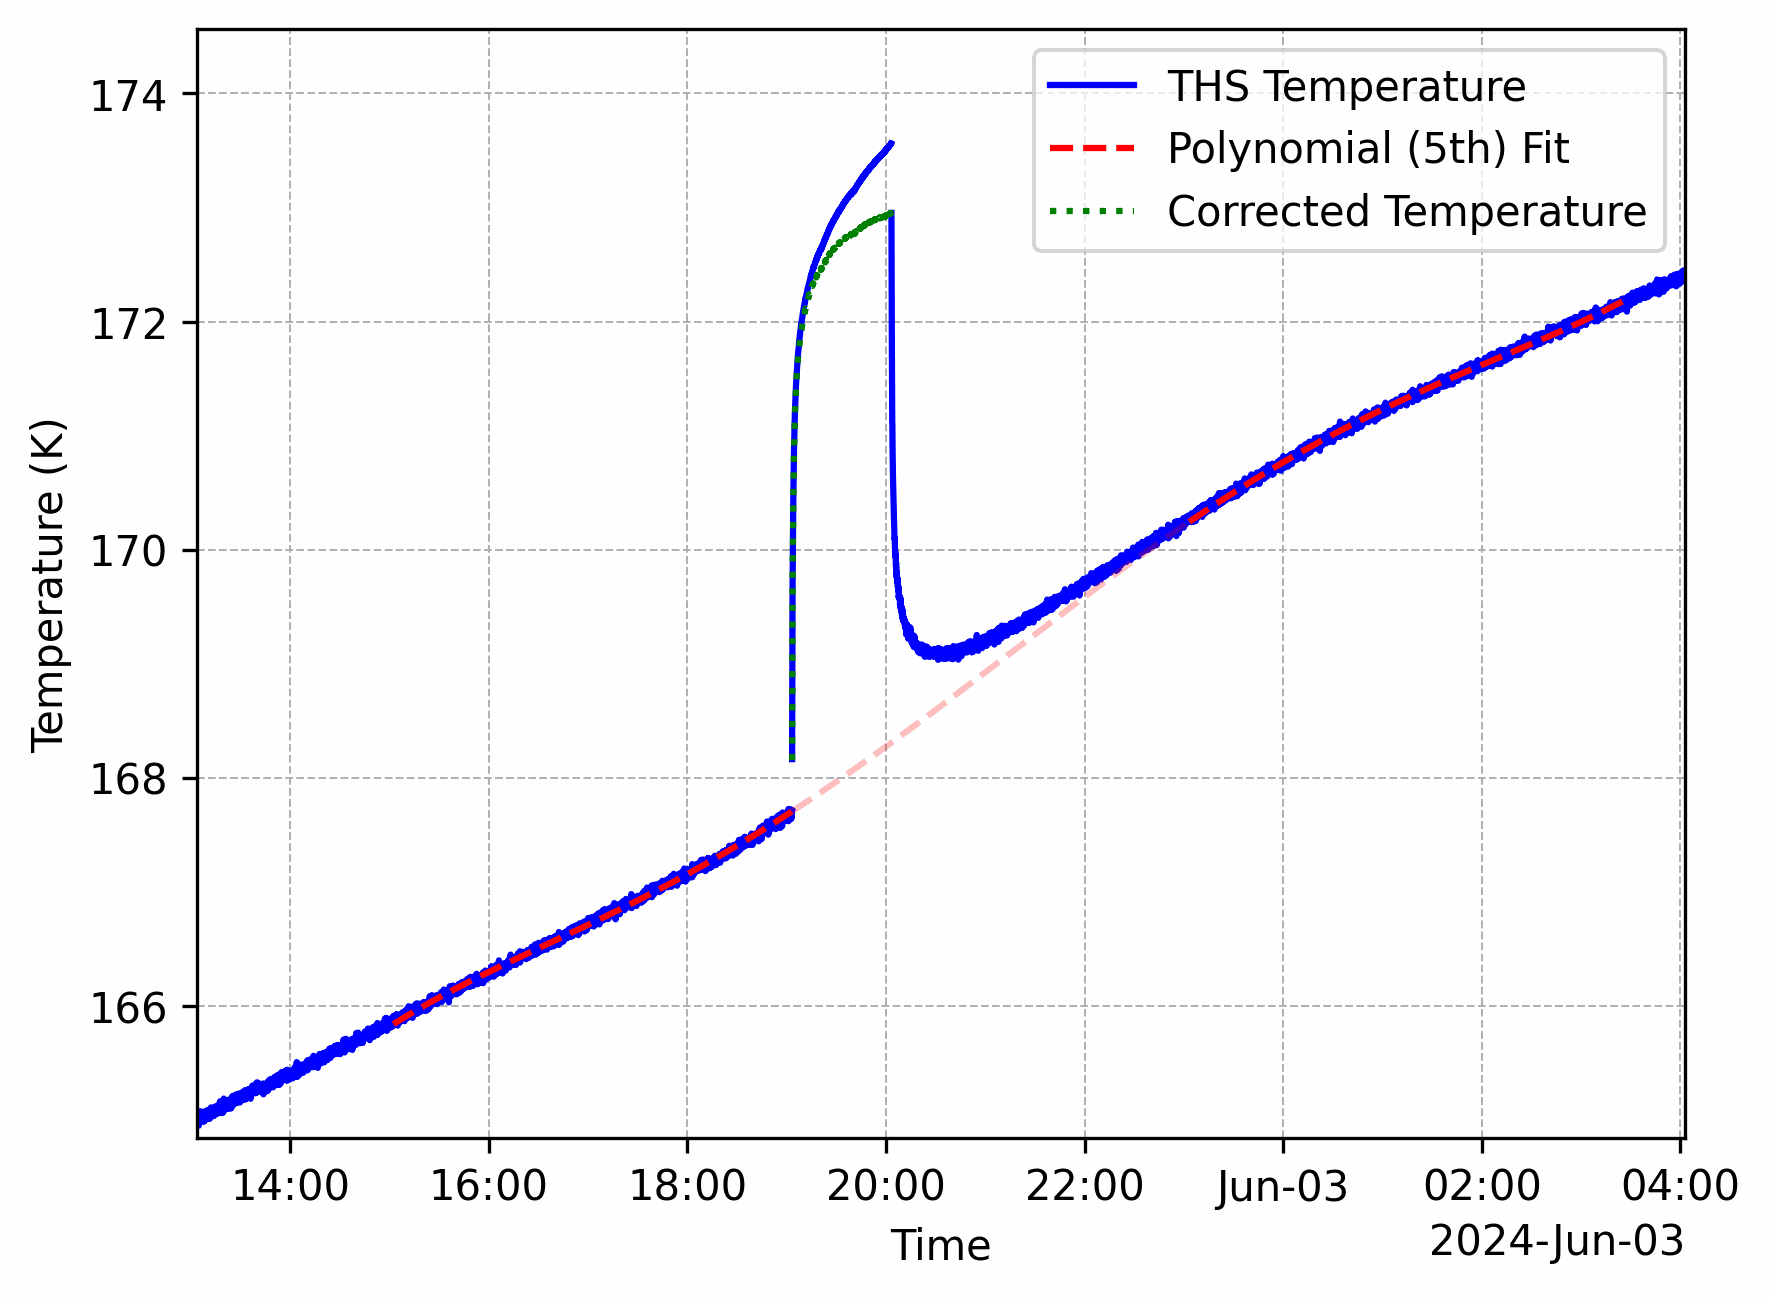 THS Temperature
Polynomial (5th) Fit
Corrected Temperature
Temperature (K)
174
172
170
168
166
14:00 16:00 18:00 20:00 22:00 Jun-03 02:00 04:00
Time
2024-Jun-03